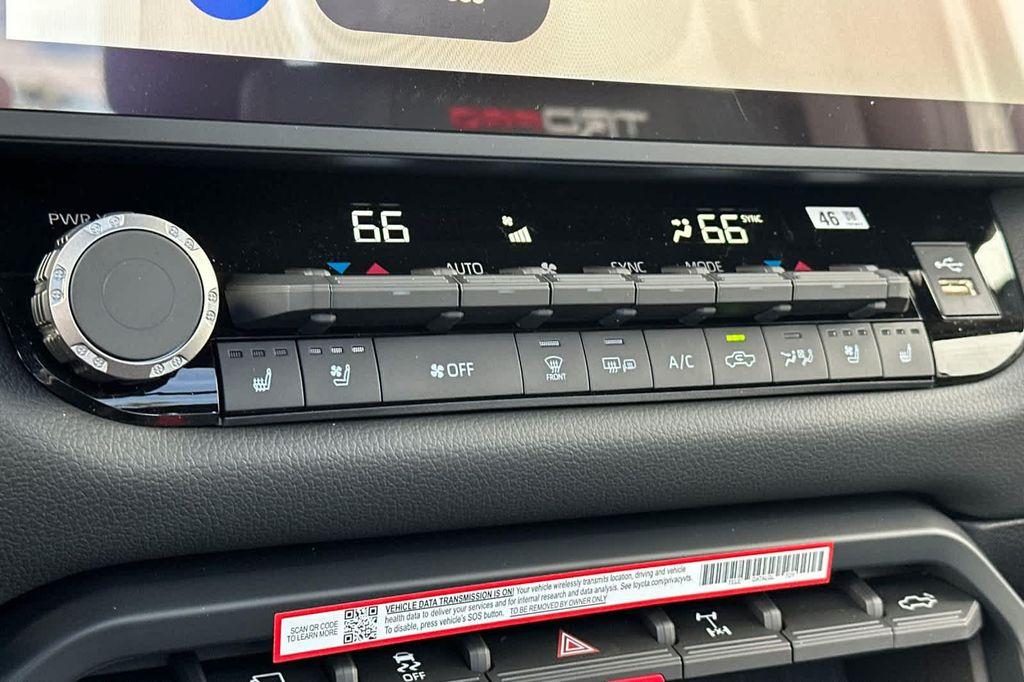 TRD PRO
PWR VOL
66
66
SYNC
46
AUTO
SYNC
MODE
OFF
FRONT
A/C
SCAN QR CODE
TO LEARN MORE
VEHICLE DATA TRANSMISSION IS ON! Your vehicle wirelessly transmits location, driving and vehicle
health data to deliver your services and for internal research and data analysis. See toyota.com/privacyvts.
To disable, press vehicle's SOS button. TO BE REMOVED BY OWNER ONLY
OFF